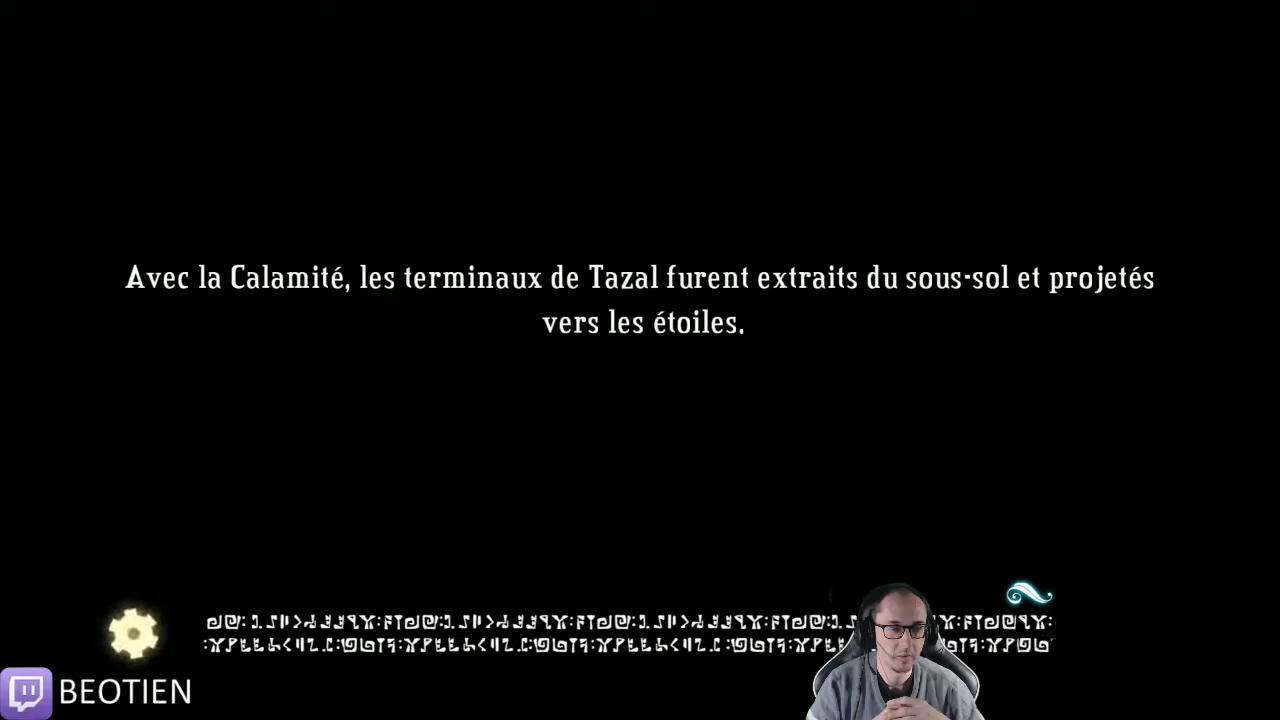 Avec la Calamité, les terminaux de Tazal furent extraits du sous-sol et projetés
vers les étoiles.
BEOTIEN